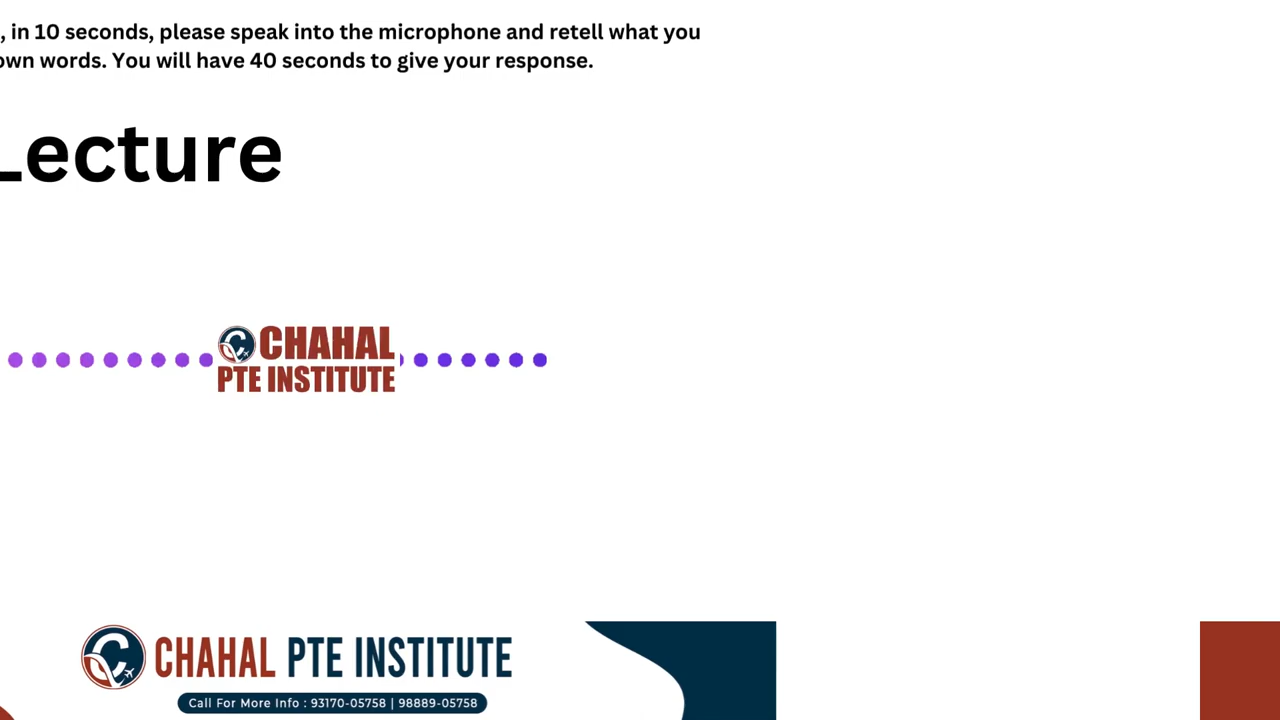 , in 10 seconds, please speak into the microphone and retell what you
own words. You will have 40 seconds to give your response.
Lecture
CHAHAL
PTE INSTITUTE
CHAHAL PTE INSTITUTE
Call For More Info : 93170-05758 | 98889-05758